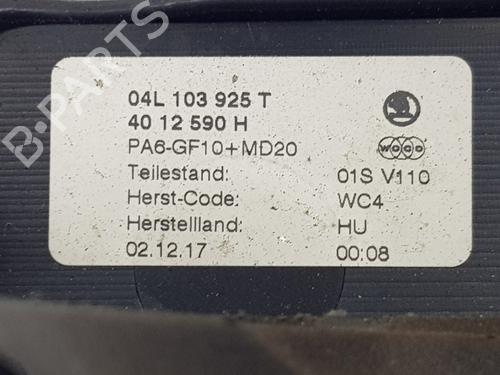 04L 103 925 T
40 12 590 H
PA6-GF10+MD20
WOCO
Teilestand: 01S V110
Herst-Code: WC4
Herstellland: HU
02.12.17 00:08